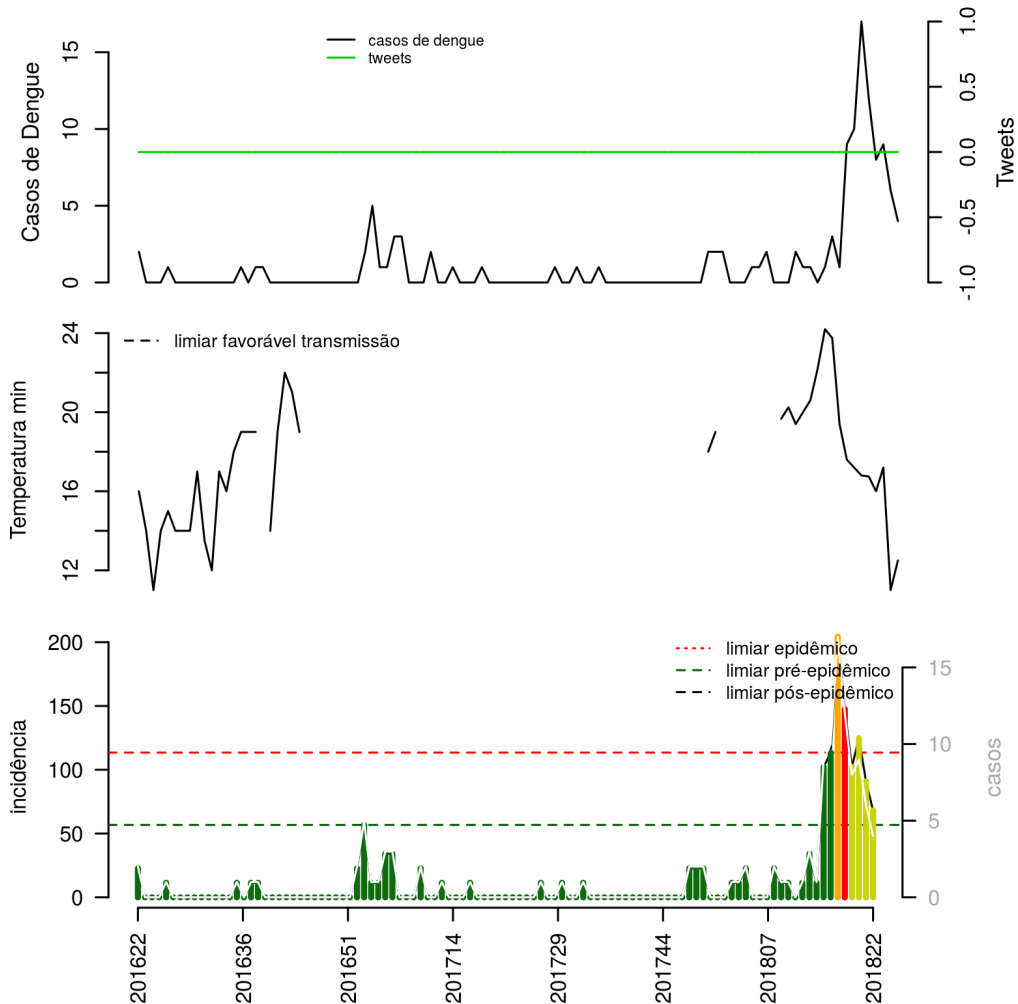 casos de dengue
tweets
Casos de Dengue
0
5
10
15
Tweets
-1.0
-0.5
0.0
0.5
1.0
limiar favorável transmissão
Temperatura min
12
16
20
24
limiar epidêmico
limiar pré-epidêmico
limiar pós-epidêmico
incidência
0
50
100
150
200
casos
0
5
10
15
201622
201636
201651
201714
201729
201744
201807
201822